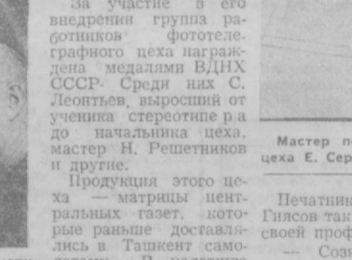 За участие в его
внедрении группа ра-
ботников фототеле-
графного цеха награж-
дена медалями ВДНХ
СССР. Среди них С.
Леонтьев, выросший от
ученика стереотипера
до начальника цеха,
мастер Н. Решетников
и другие.
Продукция этого це-
ха — матрицы цент-
ральных газет, кото-
рые раньше доставля-
лись в Ташкент само-
Мастер
цеха Е. Сер
Печатник
Гиясов так
своей проф
—